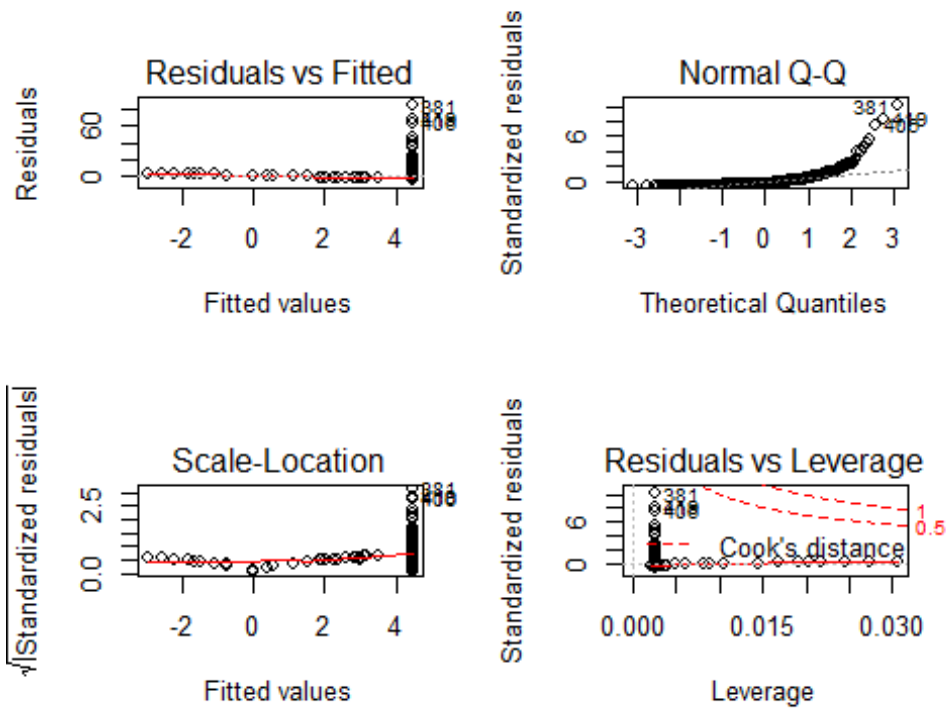 Residuals vs Fitted
Residuals
60
0
381
-2 0 2 4
Fitted values
Normal Q-Q
Standardized residuals
6
0
381
-3 -1 0 1 2 3
Theoretical Quantiles
Scale-Location
√|Standardized residuals|
2.5
0.0
381
-2 0 2 4
Fitted values
Residuals vs Leverage
Standardized residuals
6
0
381
1
0.5
Cook's distance
0.000 0.015 0.030
Leverage